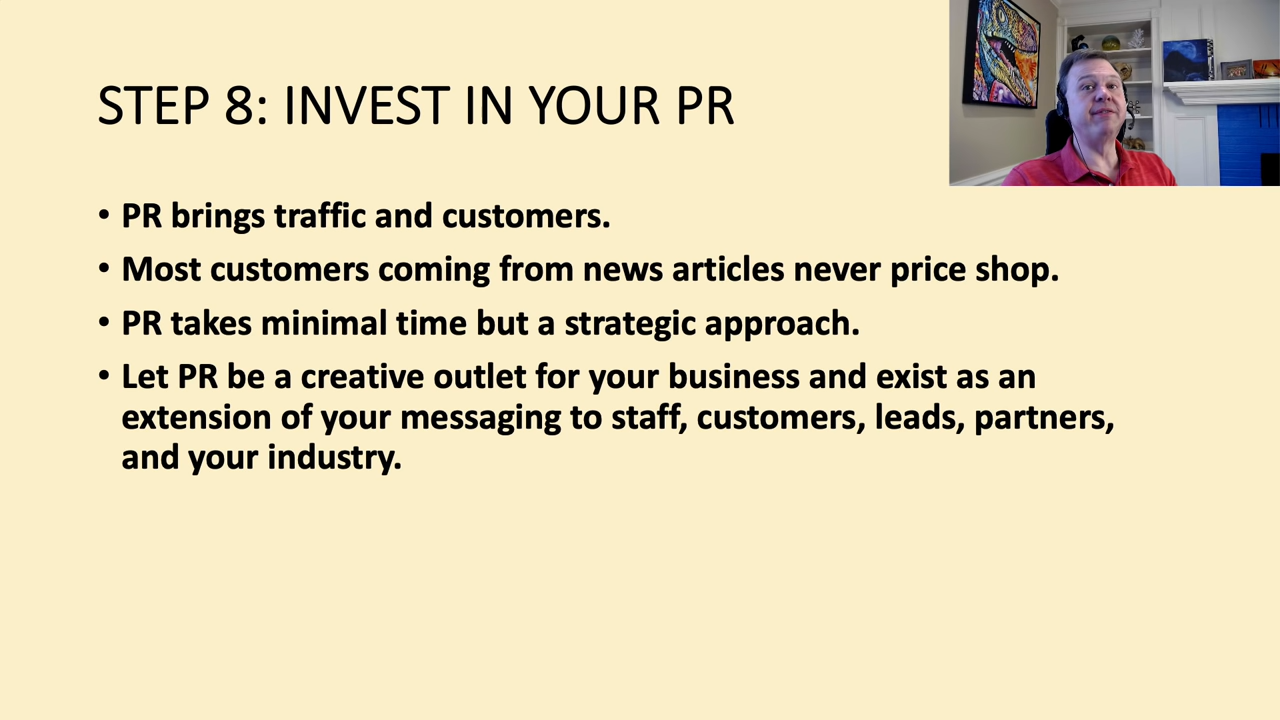 STEP 8: INVEST IN YOUR PR
• PR brings traffic and customers.
• Most customers coming from news articles never price shop.
• PR takes minimal time but a strategic approach.
• Let PR be a creative outlet for your business and exist as an
extension of your messaging to staff, customers, leads, partners,
and your industry.